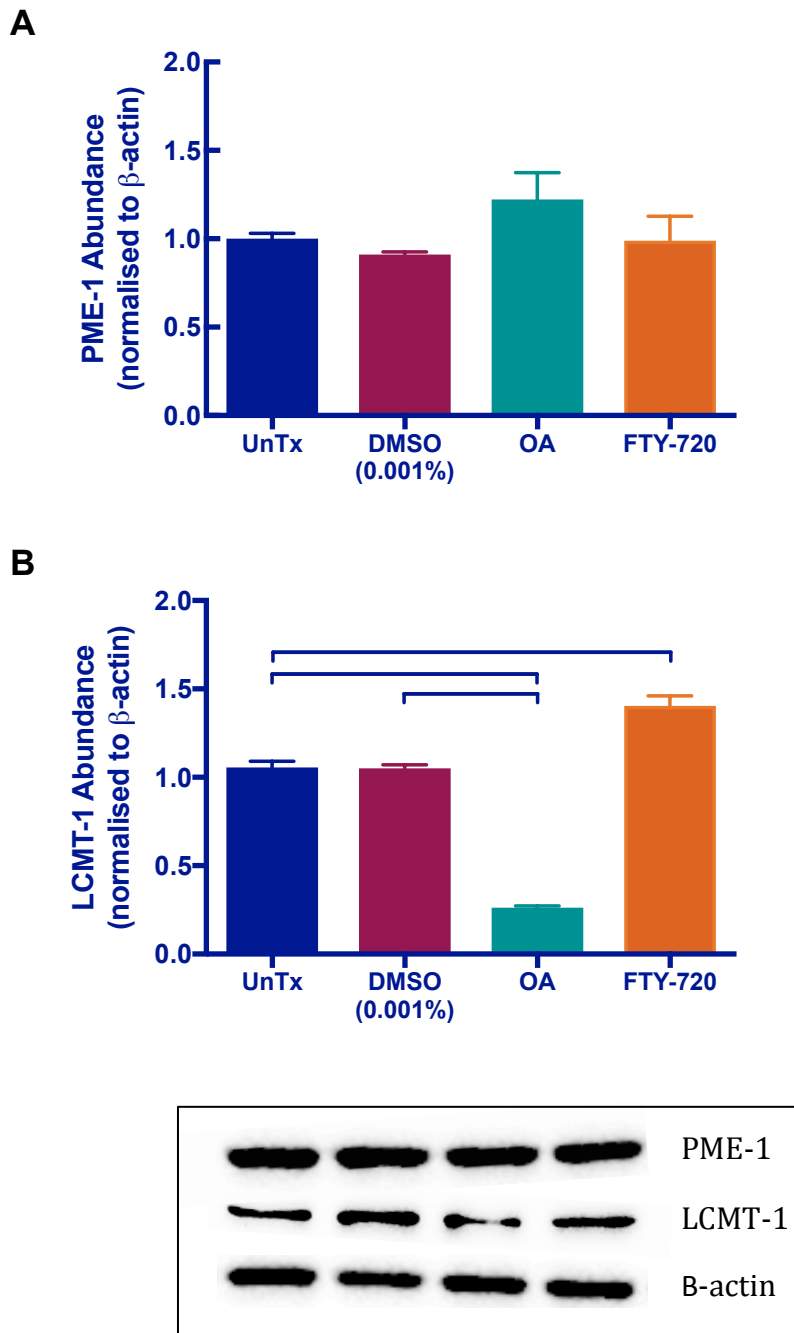 A
PME-1 Abundance
(normalised to β-actin)
2.0
1.5
1.0
0.5
0.0
UnTx DMSO OA FTY-720
(0.001%)
B
LCMT-1 Abundance
(normalised to β-actin)
2.0
1.5
1.0
0.5
0.0
UnTx DMSO OA FTY-720
(0.001%)
PME-1
LCMT-1
B-actin